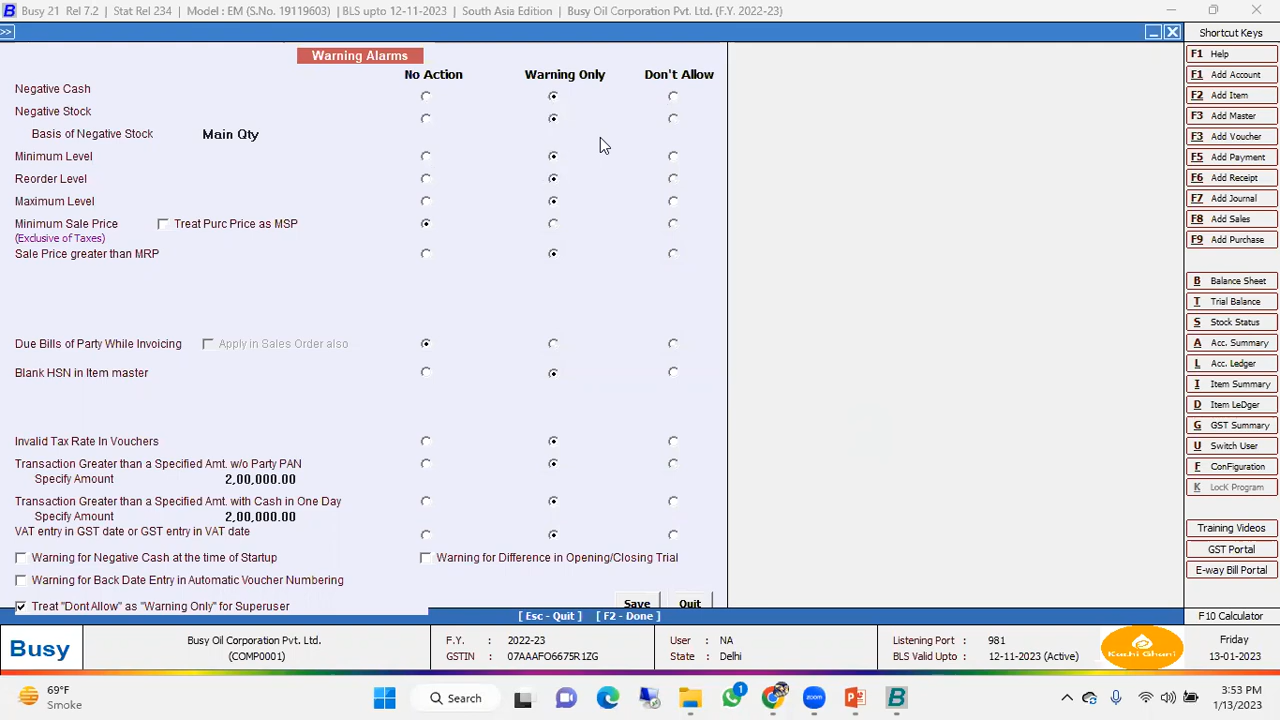 Busy 21 Rel 7.2 | Stat Rel 234 | Model : EM (S.No. 19119603) | BLS upto 12-11-2023 | South Asia Edition | Busy Oil Corporation Pvt. Ltd. (F.Y. 2022-23)
>>
Shortcut Keys
Warning Alarms
No Action Warning Only Don't Allow
Negative Cash
Negative Stock
Basis of Negative Stock Main Qty
Minimum Level
Reorder Level
Maximum Level
Minimum Sale Price Treat Purc Price as MSP
(Exclusive of Taxes)
Sale Price greater than MRP
Due Bills of Party While Invoicing Apply in Sales Order also
Blank HSN in Item master
Invalid Tax Rate In Vouchers
Transaction Greater than a Specified Amt. w/o Party PAN
Specify Amount 2,00,000.00
Transaction Greater than a Specified Amt. with Cash in One Day
Specify Amount 2,00,000.00
VAT entry in GST date or GST entry in VAT date
Warning for Negative Cash at the time of Startup Warning for Difference in Opening/Closing Trial
Warning for Back Date Entry in Automatic Voucher Numbering
Treat "Dont Allow" as "Warning Only" for Superuser Save Quit
F1 Help
F1 Add Account
F2 Add Item
F3 Add Master
F3 Add Voucher
F5 Add Payment
F6 Add Receipt
F7 Add Journal
F8 Add Sales
F9 Add Purchase
B Balance Sheet
T Trial Balance
S Stock Status
A Acc. Summary
L Acc. Ledger
I Item Summary
D Item LeDger
G GST Summary
U Switch User
F ConFiguration
K LocK Program
Training Videos
GST Portal
E-way Bill Portal
[ Esc - Quit ] [ F2 - Done ] F10 Calculator
Busy
Busy Oil Corporation Pvt. Ltd.
(COMP0001)
F.Y. : 2022-23
GSTIN : 07AAAFO6675R1ZG
User : NA
State : Delhi
Listening Port : 981
BLS Valid Upto : 12-11-2023 (Active)
Kachi Ghani
Friday
13-01-2023
69°F
Smoke
Search
1
3:53 PM
1/13/2023